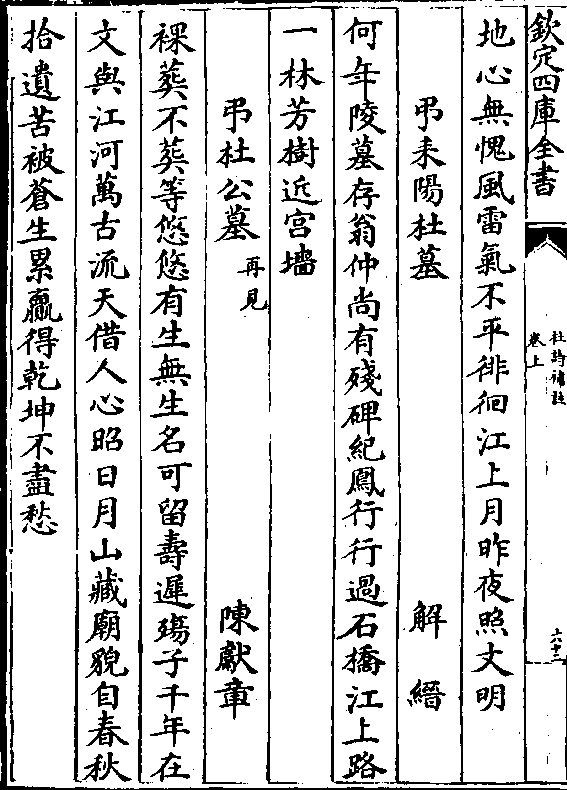 欽定四庫全書
杜詩補註
卷上
六十二
地心無愧風雷氣不平徘徊江上月昨夜照文明
弔耒陽杜墓 解縉
何年陵墓存翁仲尚有殘碑紀鳳行行過石橋江上路
一林芳樹近宫墻
弔杜公墓 再見 陳獻章
裸葬不葬等悠悠有生無生名可留壽遲殤子千年在
文與江河萬古流天借人心昭日月山藏廟貌自春秋
拾遺苦被蒼生累贏得乾坤不盡愁